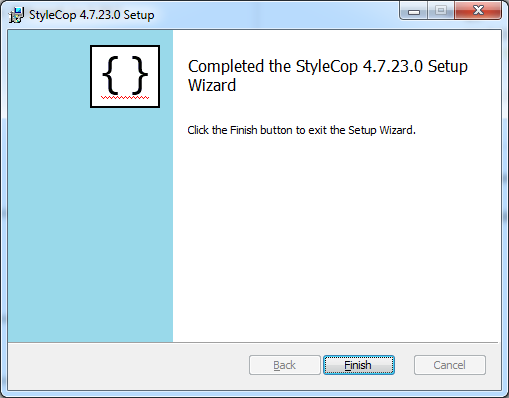 StyleCop 4.7.23.0 Setup
{ }
Completed the StyleCop 4.7.23.0 Setup
Wizard
Click the Finish button to exit the Setup Wizard.
Back Finish Cancel